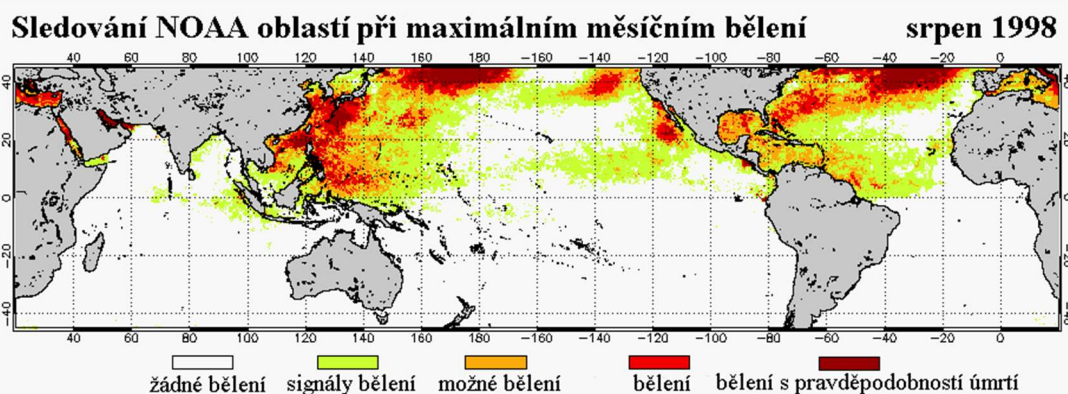 Sledování NOAA oblastí při maximálním měsíčním bělení srpen 1998
40 60 80 100 120 140 160 180 -160 -140 -120 -100 -80 -60 -40 -20 0
40
20
0
-20
-40
40 60 80 100 120 140 160 180 -160 -140 -120 -100 -80 -60 -40 -20 0
žádné bělení signály bělení možné bělení bělení bělení s pravděpodobností úmrtí